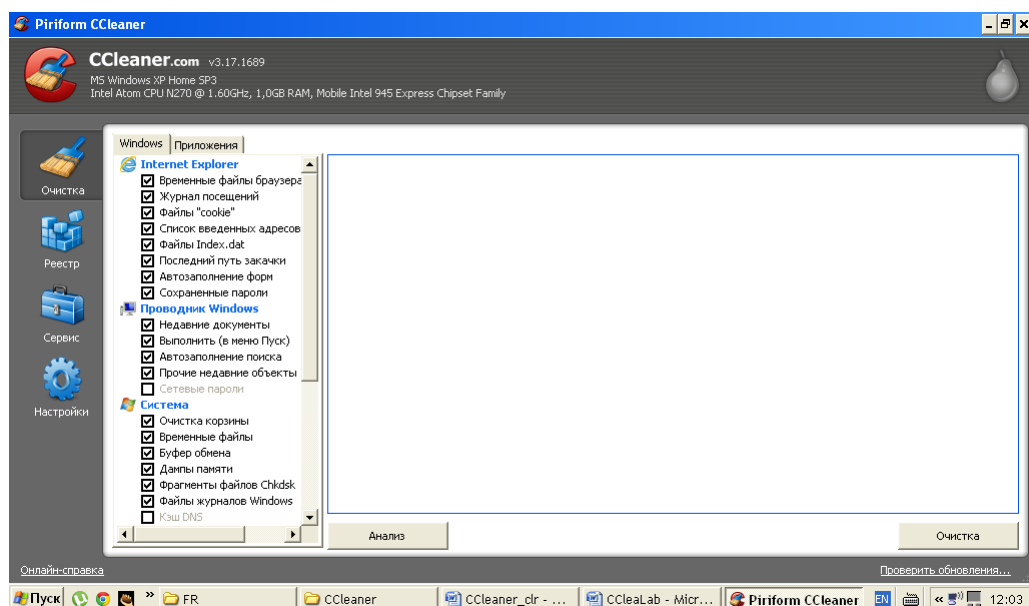 Piriform CCleaner
CCleaner.com v3.17.1689
MS Windows XP Home SP3
Intel Atom CPU N270 @ 1.60GHz, 1,0GB RAM, Mobile Intel 945 Express Chipset Family
Очистка
Реестр
Сервис
Настройки
Windows Приложения
Internet Explorer
Временные файлы браузера
Журнал посещений
Файлы "cookie"
Список введенных адресов
Файлы Index.dat
Последний путь закачки
Автозаполнение форм
Сохраненные пароли
Проводник Windows
Недавние документы
Выполнить (в меню Пуск)
Автозаполнение поиска
Прочие недавние объекты
Сетевые пароли
Система
Очистка корзины
Временные файлы
Буфер обмена
Дампы памяти
Фрагменты файлов Chkdsk
Файлы журналов Windows
Кэш DNS
Анализ
Очистка
Онлайн-справка
Проверить обновления...
Пуск » FR CCleaner CCleaner_clr - ... CCleaLab - Micr... Piriform CCleaner EN « 12:03